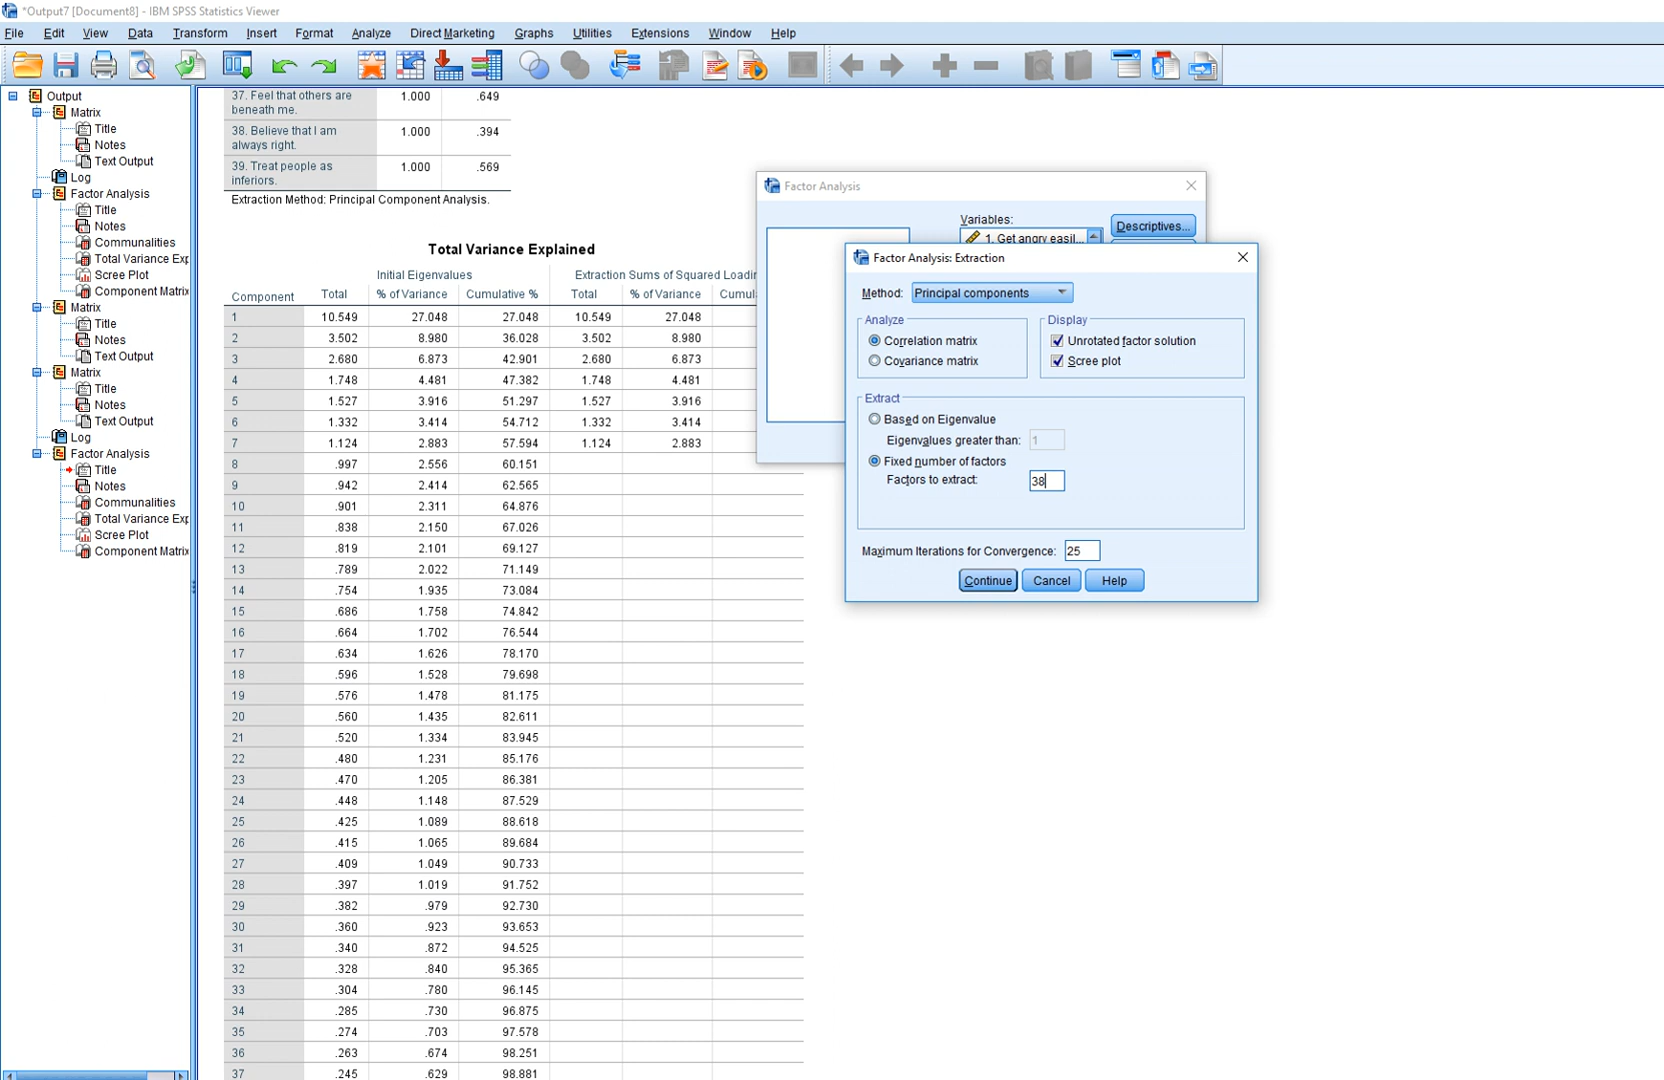 *Output7 [Document8] - IBM SPSS Statistics Viewer
File Edit View Data Transform Insert Format Analyze Direct Marketing Graphs Utilities Extensions Window Help
Output
Matrix
Title
Notes
Text Output
Log
Factor Analysis
Title
Notes
Communalities
Total Variance Exp
Scree Plot
Component Matrix
Matrix
Title
Notes
Text Output
Matrix
Title
Notes
Text Output
Log
Factor Analysis
Title
Notes
Communalities
Total Variance Exp
Scree Plot
Component Matrix
37. Feel that others are 1.000 .649
beneath me.
38. Believe that I am 1.000 .394
always right.
39. Treat people as 1.000 .569
inferiors.
Extraction Method: Principal Component Analysis.
Total Variance Explained
Initial Eigenvalues Extraction Sums of Squared Loadin
Component Total % of Variance Cumulative % Total % of Variance Cumul
1 10.549 27.048 27.048 10.549 27.048
2 3.502 8.980 36.028 3.502 8.980
3 2.680 6.873 42.901 2.680 6.873
4 1.748 4.481 47.382 1.748 4.481
5 1.527 3.916 51.297 1.527 3.916
6 1.332 3.414 54.712 1.332 3.414
7 1.124 2.883 57.594 1.124 2.883
8 .997 2.556 60.151
9 .942 2.414 62.565
10 .901 2.311 64.876
11 .838 2.150 67.026
12 .819 2.101 69.127
13 .789 2.022 71.149
14 .754 1.935 73.084
15 .686 1.758 74.842
16 .664 1.702 76.544
17 .634 1.626 78.170
18 .596 1.528 79.698
19 .576 1.478 81.175
20 .560 1.435 82.611
21 .520 1.334 83.945
22 .480 1.231 85.176
23 .470 1.205 86.381
24 .448 1.148 87.529
25 .425 1.089 88.618
26 .415 1.065 89.684
27 .409 1.049 90.733
28 .397 1.019 91.752
29 .382 .979 92.730
30 .360 .923 93.653
31 .340 .872 94.525
32 .328 .840 95.365
33 .304 .780 96.145
34 .285 .730 96.875
35 .274 .703 97.578
36 .263 .674 98.251
37 .245 .629 98.881
Factor Analysis
Variables:
1. Get angry easil...
Descriptives...
Factor Analysis: Extraction
Method: Principal components
Analyze
Correlation matrix
Covariance matrix
Display
Unrotated factor solution
Scree plot
Extract
Based on Eigenvalue
Eigenvalues greater than: 1
Fixed number of factors
Factors to extract: 38
Maximum Iterations for Convergence: 25
Continue Cancel Help